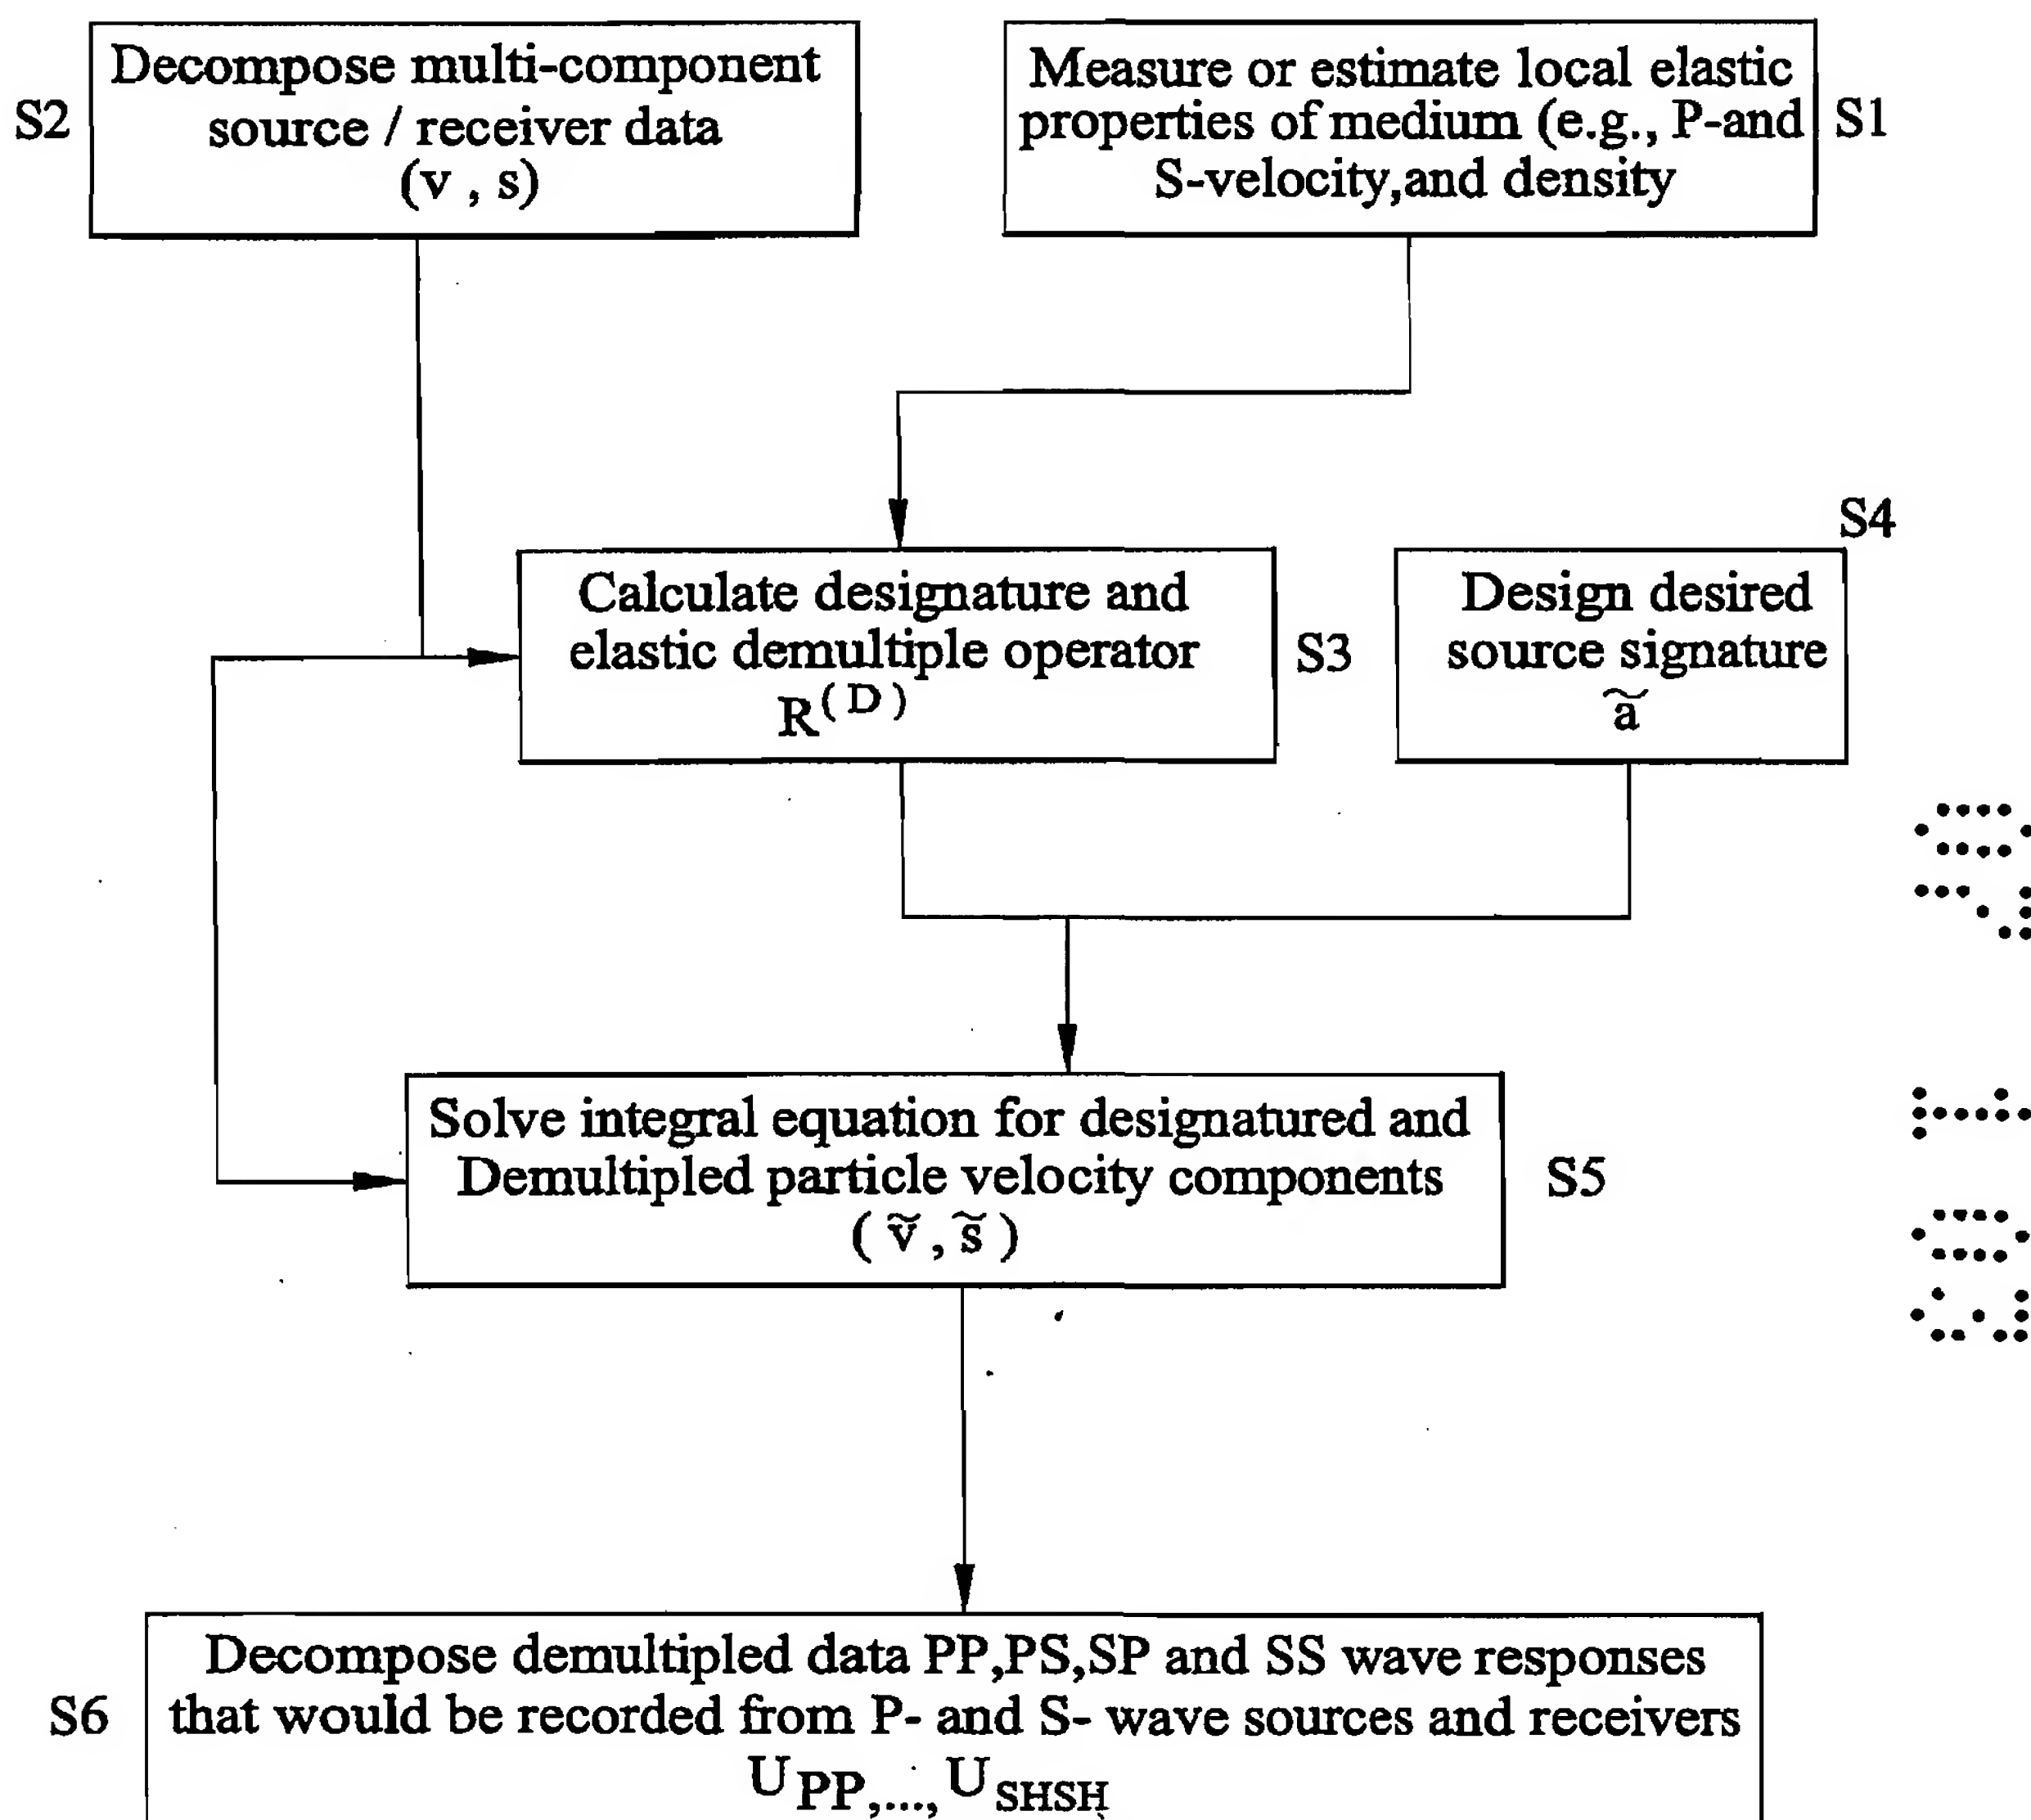 S2
Decompose multi-component
source / receiver data
(v , s)
Measure or estimate local elastic
properties of medium (e.g., P-and
S-velocity,and density
S1
S4
Calculate designature and
elastic demultiple operator
R(D)
S3
Design desired
source signature
ã
Solve integral equation for designatured and
Demultipled particle velocity components
( ṽ , s̃ )
S5
S6
Decompose demultipled data PP,PS,SP and SS wave responses
that would be recorded from P- and S- wave sources and receivers
UPP,..., USHSH